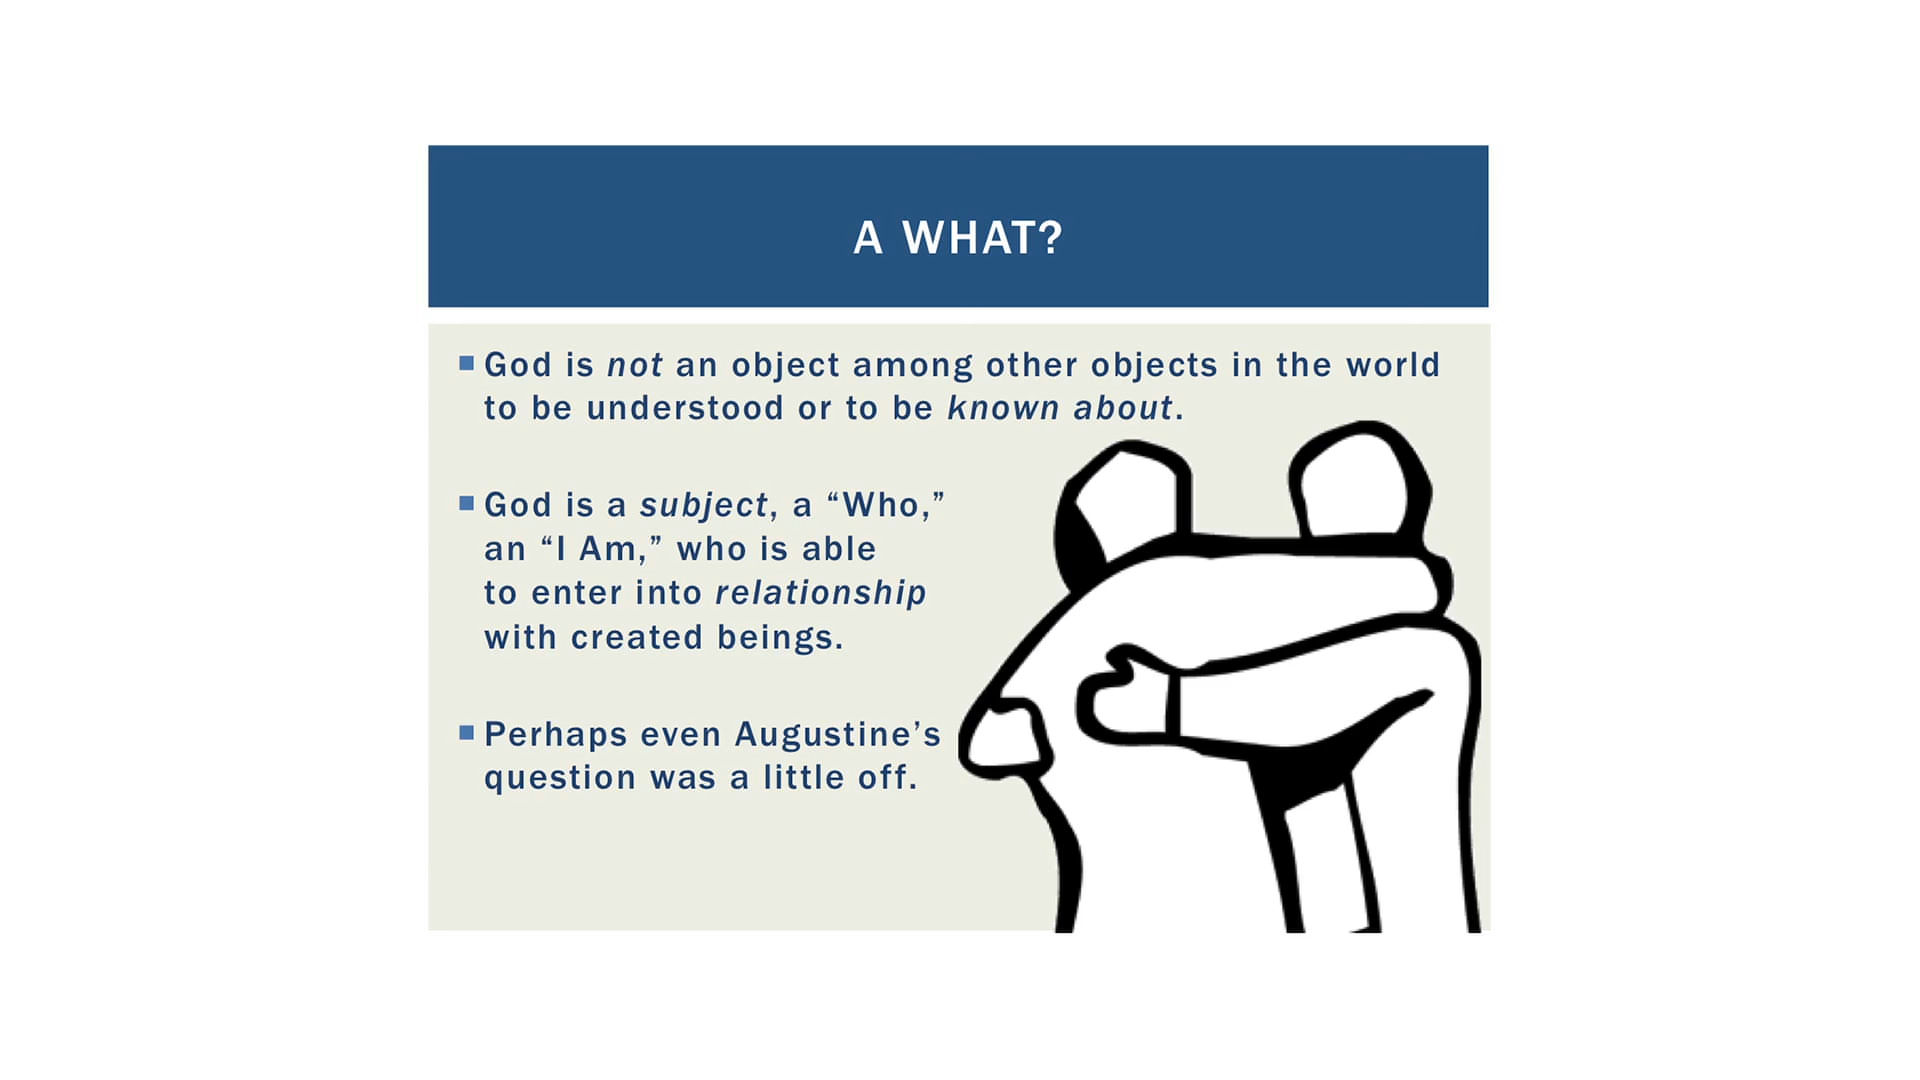 A WHAT?
God is not an object among other objects in the world
to be understood or to be known about.
God is a subject, a “Who,”
an “I Am,” who is able
to enter into relationship
with created beings.
Perhaps even Augustine’s
question was a little off.